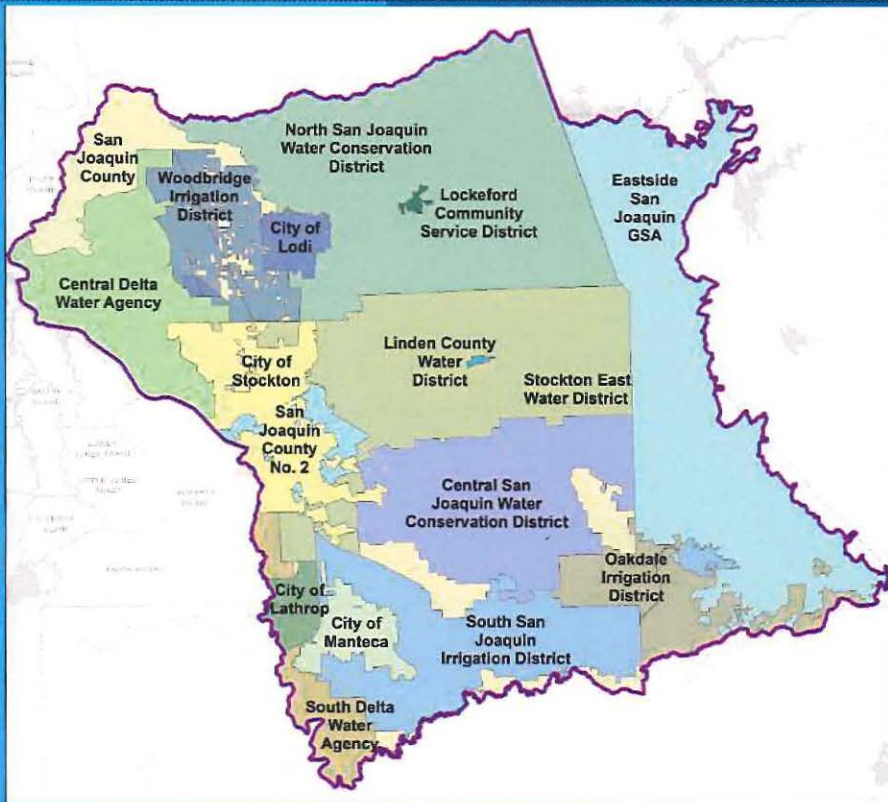 San
Joaquin
County
North San Joaquin
Water Conservation
District
Woodbridge
Irrigation
District
City of
Lodi
Lockeford
Community
Service District
Eastside
San
Joaquin
GSA
Central Delta
Water Agency
City of
Stockton
Linden County
Water
District
Stockton East
Water District
San
Joaquin
County
No. 2
Central San
Joaquin Water
Conservation District
Oakdale
Irrigation
District
City of
Lathrop
City of
Manteca
South San
Joaquin
Irrigation District
South Delta
Water
Agency